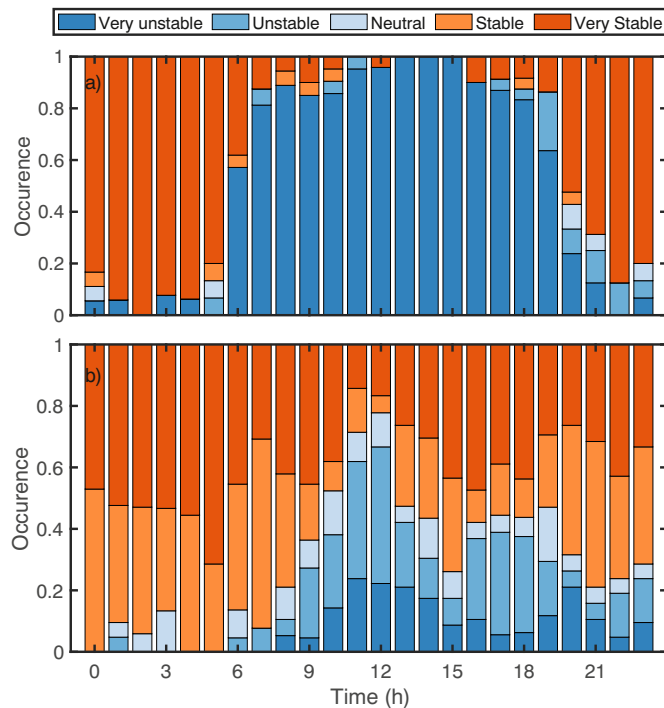 Very unstable Unstable Neutral Stable Very Stable
a)
Occurence
1
0.8
0.6
0.4
0.2
0
b)
Occurence
1
0.8
0.6
0.4
0.2
0
0 3 6 9 12 15 18 21
Time (h)